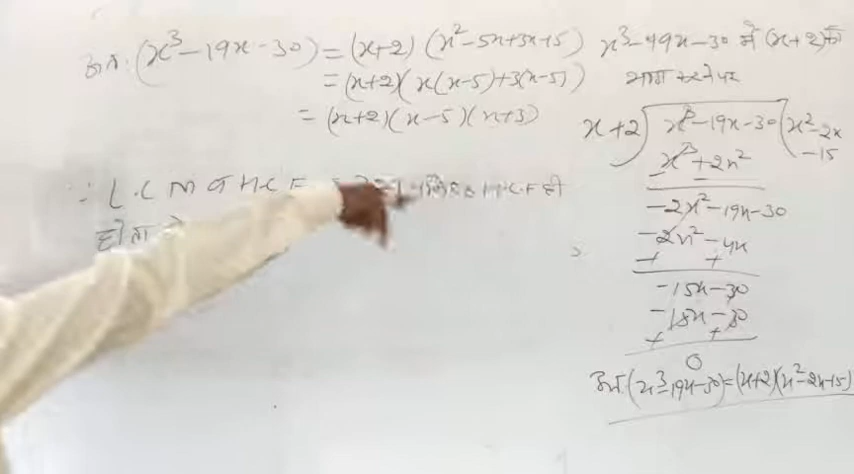 अतः (x³-19x-30) = (x+2) (x²-5x+3x-15)
= (x+2)( x(x-5)+3(x-5))
= (x+2)(x-5)(x+3)
∵ L.C.M व H.C.F H.C.F ही
होता है
x³-49x-30 में (x+2) का
भाग करने पर
x+2) x³-19x-30 (x²-2x
-15
x³+2x²
- -
-2x²-19x-30
-2x²-4x
+ +
-15x-30
-15x-30
+ +
0
अतः (x³-19x-30)=(x+2)(x²-2x-15)